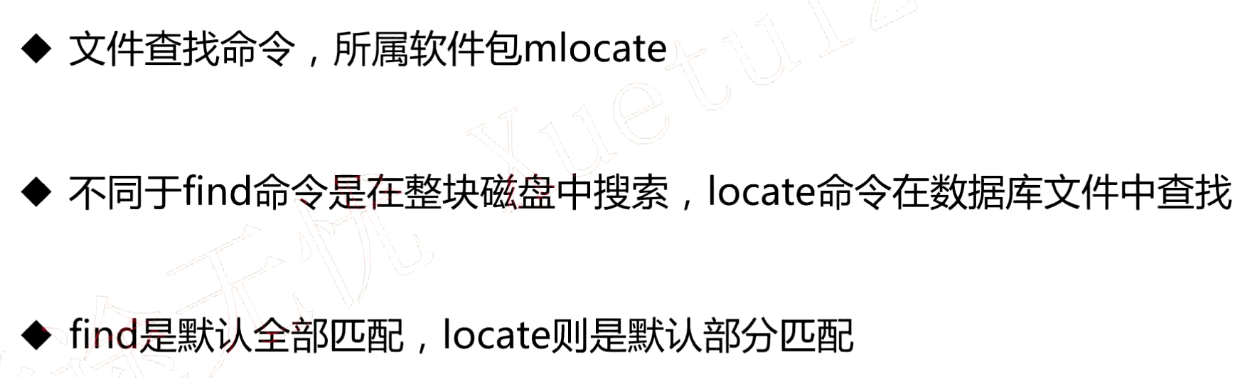 ◆ 文件查找命令，所属软件包mlocate
◆ 不同于find命令是在整块磁盘中搜索，locate命令在数据库文件中查找
◆ find是默认全部匹配，locate则是默认部分匹配